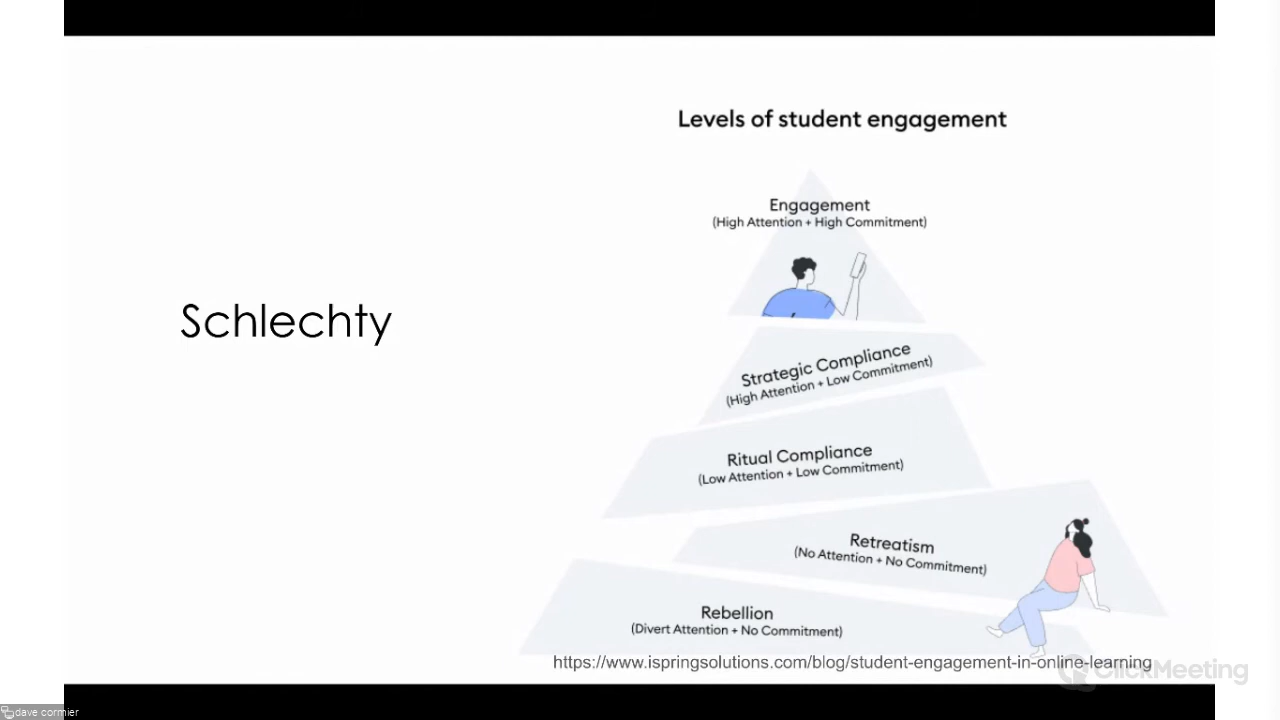 Levels of student engagement
Engagement
(High Attention + High Commitment)
Schlechty
Strategic Compliance
(High Attention + Low Commitment)
Ritual Compliance
(Low Attention + Low Commitment)
Retreatism
(No Attention + No Commitment)
Rebellion
(Divert Attention + No Commitment)
https://www.ispringsolutions.com/blog/student-engagement-in-online-learning
ClickMeeting
dave cormier